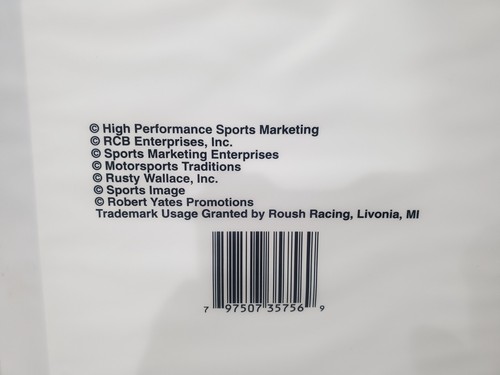 © High Performance Sports Marketing
© RCB Enterprises, Inc.
© Sports Marketing Enterprises
© Motorsports Traditions
© Rusty Wallace, Inc.
© Sports Image
© Robert Yates Promotions
Trademark Usage Granted by Roush Racing, Livonia, MI
7 97507 35756 9